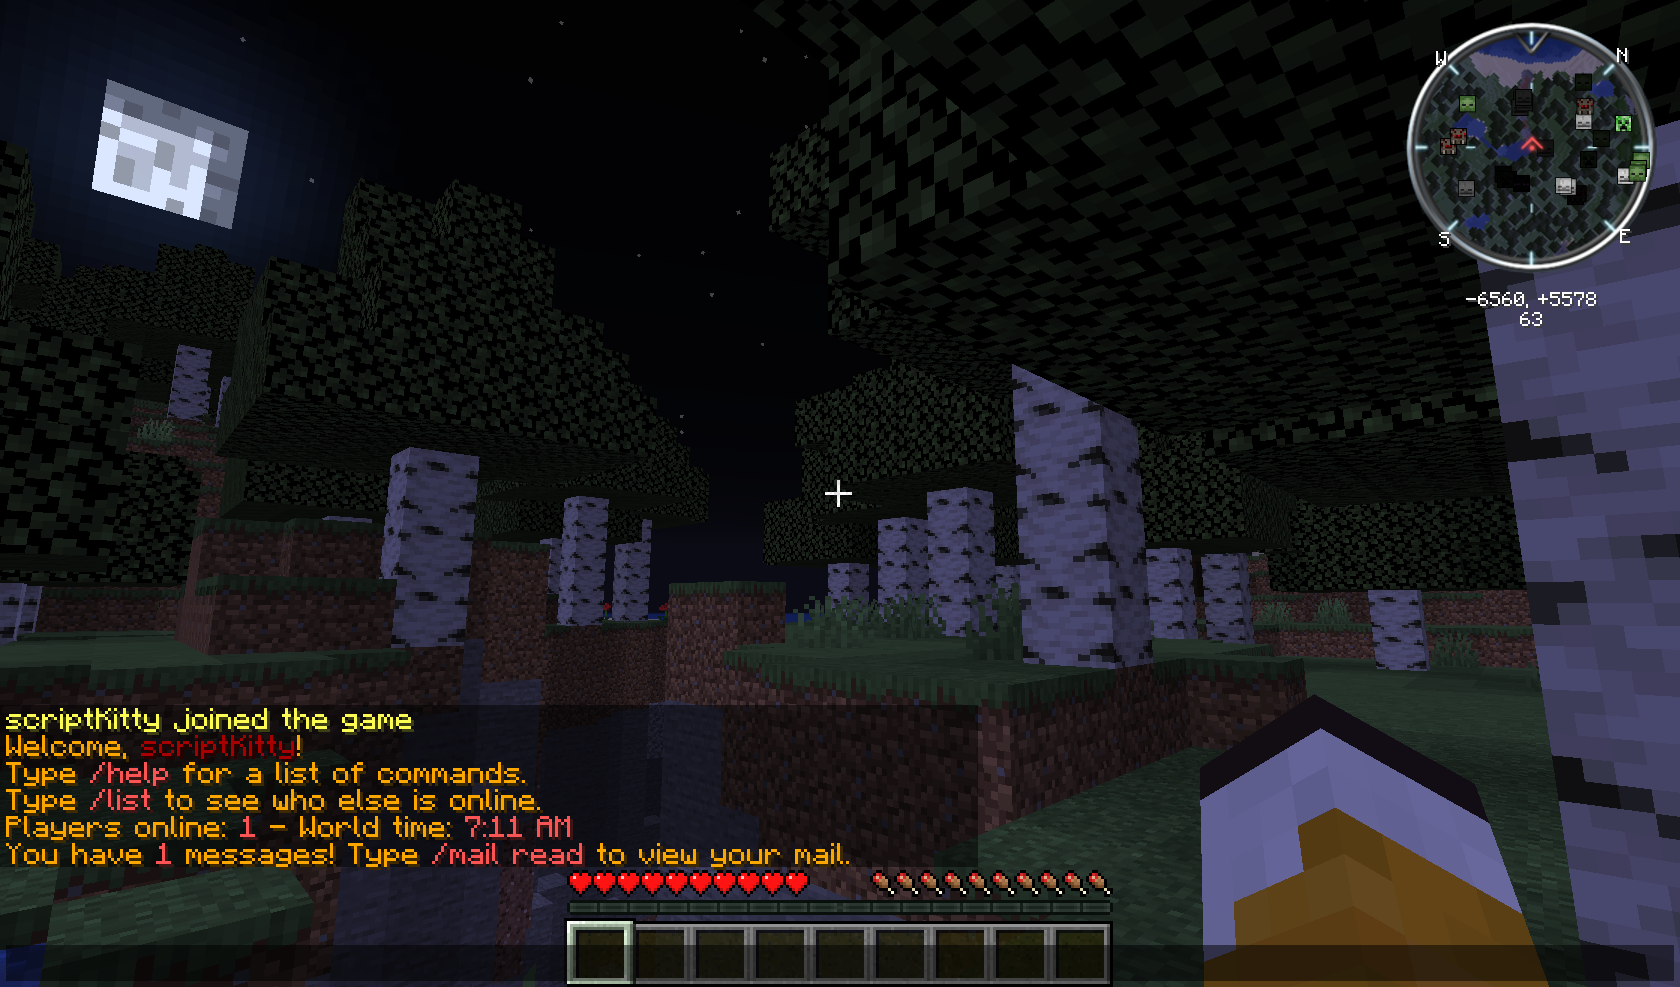 W N
S E
-6560, +5578
63
scriptKitty joined the game
Welcome, scriptKitty!
Type /help for a list of commands.
Type /list to see who else is online.
Players online: 1 - World time: 7:11 AM
You have 1 messages! Type /mail read to view your mail.